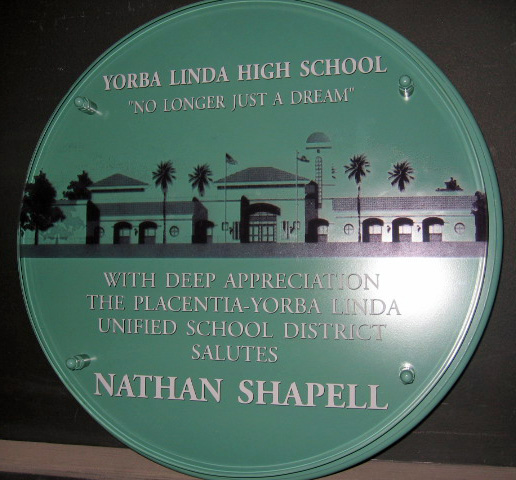 YORBA LINDA HIGH SCHOOL
"NO LONGER JUST A DREAM"
WITH DEEP APPRECIATION
THE PLACENTIA-YORBA LINDA
UNIFIED SCHOOL DISTRICT
SALUTES
NATHAN SHAPELL